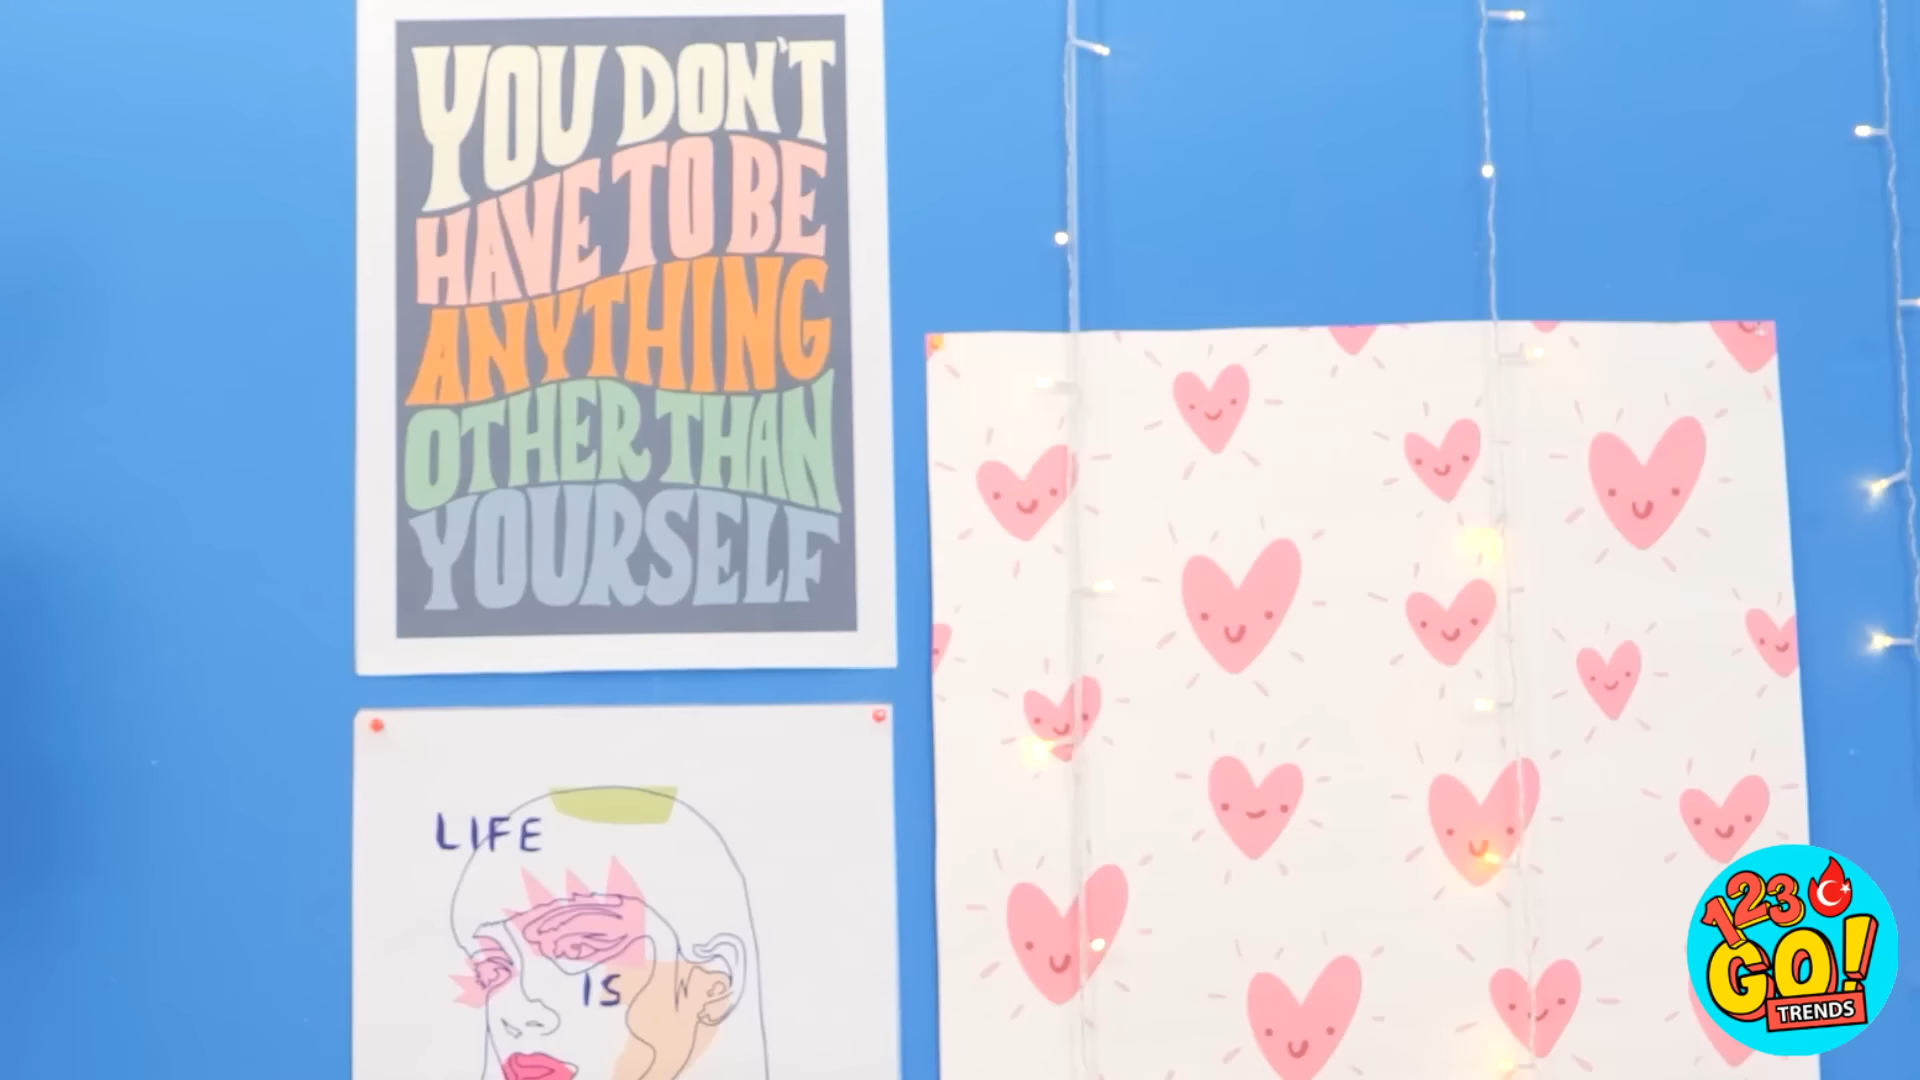 YOU DON'T
HAVE TO BE
ANYTHING
OTHER THAN
YOURSELF
LIFE
IS
123
GO!
TRENDS